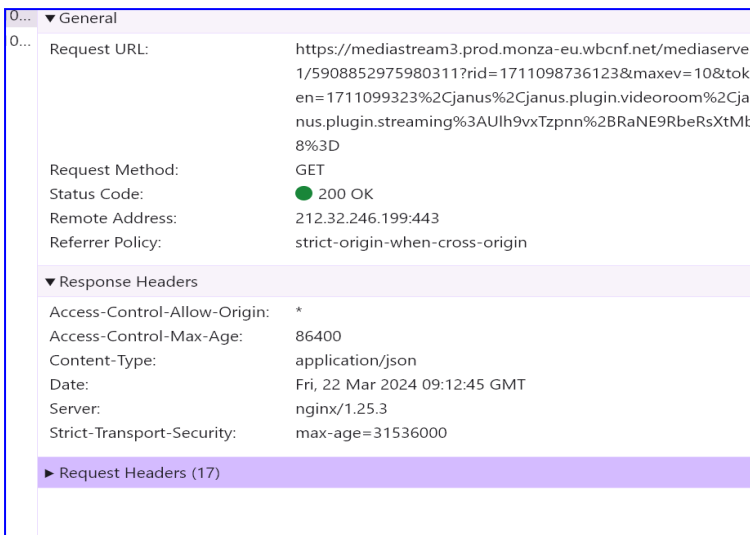 0...
▼ General
0...
Request URL: https://mediastream3.prod.monza-eu.wbcnf.net/mediaserve
1/5908852975980311?rid=1711098736123&maxev=10&tok
en=1711099323%2Cjanus%2Cjanus.plugin.videoroom%2Cja
nus.plugin.streaming%3AUlh9vxTzpnn%2BRaNE9RbeRsXtMb
8%3D
Request Method: GET
Status Code: 200 OK
Remote Address: 212.32.246.199:443
Referrer Policy: strict-origin-when-cross-origin
▼ Response Headers
Access-Control-Allow-Origin: *
Access-Control-Max-Age: 86400
Content-Type: application/json
Date: Fri, 22 Mar 2024 09:12:45 GMT
Server: nginx/1.25.3
Strict-Transport-Security: max-age=31536000
► Request Headers (17)